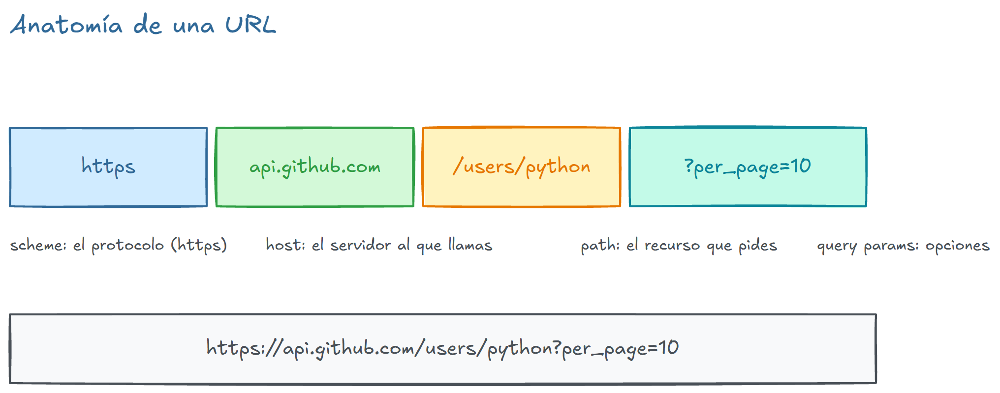 Anatomía de una URL
https
api.github.com
/users/python
?per_page=10
scheme: el protocolo (https)
host: el servidor al que llamas
path: el recurso que pides
query params: opciones
https://api.github.com/users/python?per_page=10